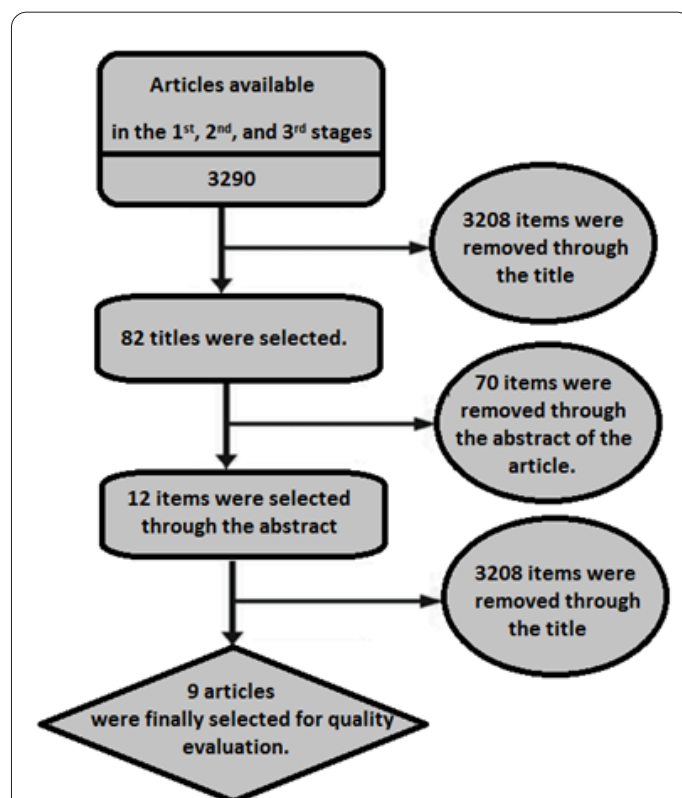 Articles available
in the 1st, 2nd, and 3rd stages
3290
3208 items were
removed through
the title
82 titles were selected.
70 items were
removed through
the abstract of the
article.
12 items were selected
through the abstract
3208 items were
removed through
the title
9 articles
were finally selected for quality
evaluation.